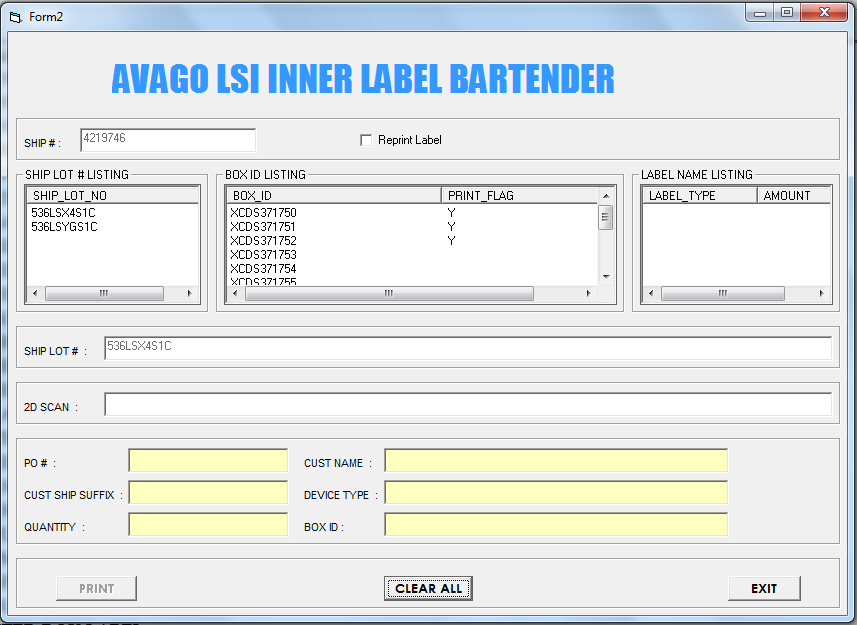 Form2
AVAGO LSI INNER LABEL BARTENDER
SHIP # : 4219746 Reprint Label
SHIP LOT # LISTING BOX ID LISTING LABEL NAME LISTING
SHIP_LOT_NO BOX_ID PRINT_FLAG LABEL_TYPE AMOUNT
536LSX4S1C XCDS371750 Y
536LSYGS1C XCDS371751 Y
XCDS371752 Y
XCDS371753
XCDS371754
XCDS371755
SHIP LOT # : 536LSX4S1C
2D SCAN :
PO # : CUST NAME :
CUST SHIP SUFFIX : DEVICE TYPE :
QUANTITY : BOX ID :
PRINT CLEAR ALL EXIT